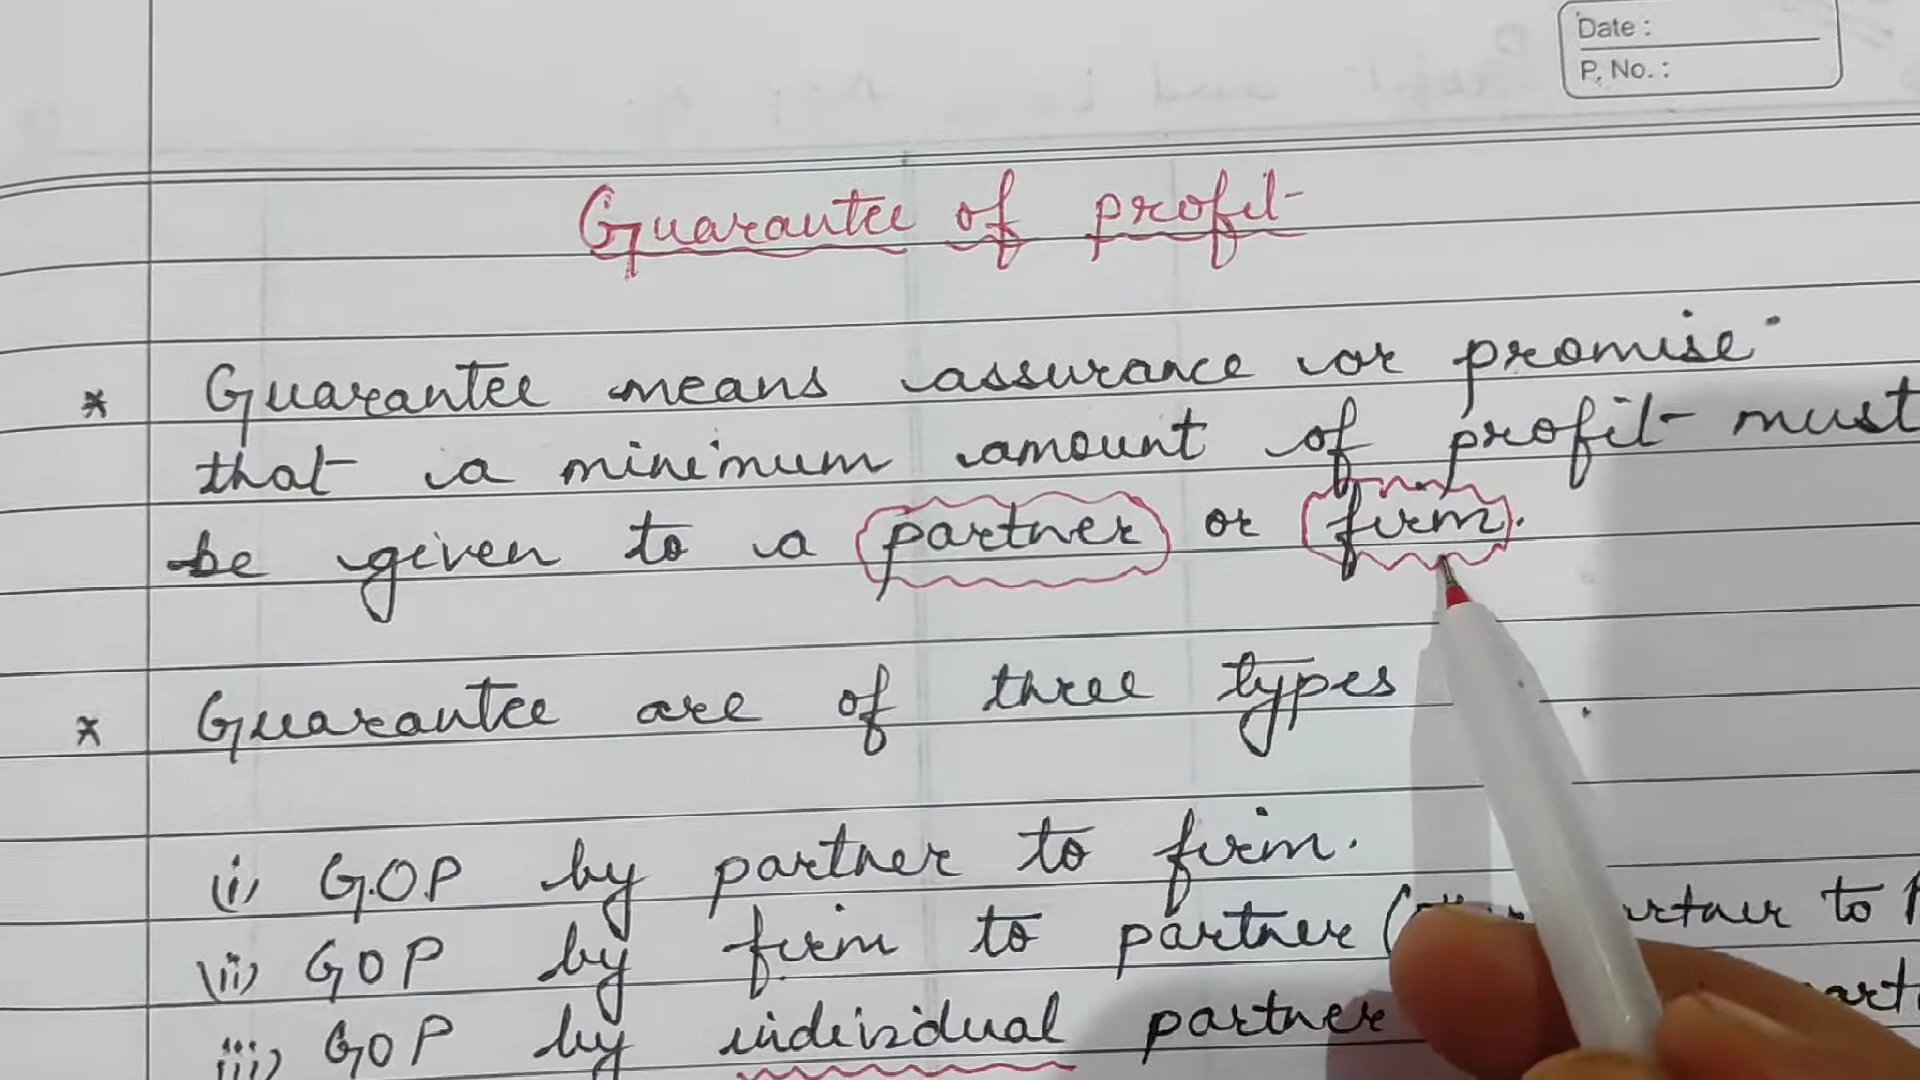 Date :
P. No. :
Guarantee of profit
* Guarantee means assurance or promise
that a minimum amount of profit must
be given to a partner or firm.
* Guarantee are of three types
(i) GOP by partner to firm.
(ii) GOP by firm to partner ( to
iii) GOP by individual partner